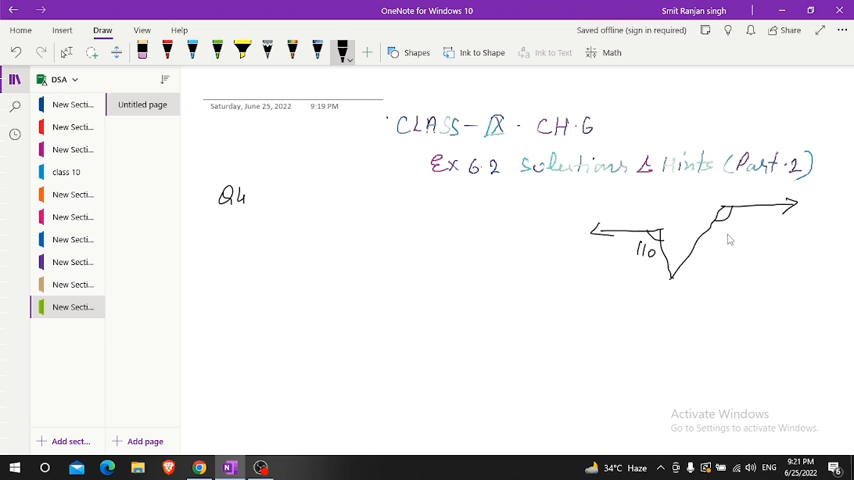 OneNote for Windows 10
Smit Ranjan singh
Home
Insert
Draw
View
Help
Saved offline (sign in required)
Share
Shapes
Ink to Shape
Ink to Text
Math
DSA
New Secti...
New Secti...
New Secti...
class 10
New Secti...
New Secti...
New Secti...
New Secti...
New Secti...
New Secti...
Untitled page
Saturday, June 25, 2022 9:19 PM
CLASS-IX · CH·6
Ex 6.2 Solutions & Hints (Part-2)
Q4
110
Activate Windows
Go to Settings to activate Windows.
Add sect...
Add page
34°C Haze
ENG
9:21 PM
6/25/2022
6